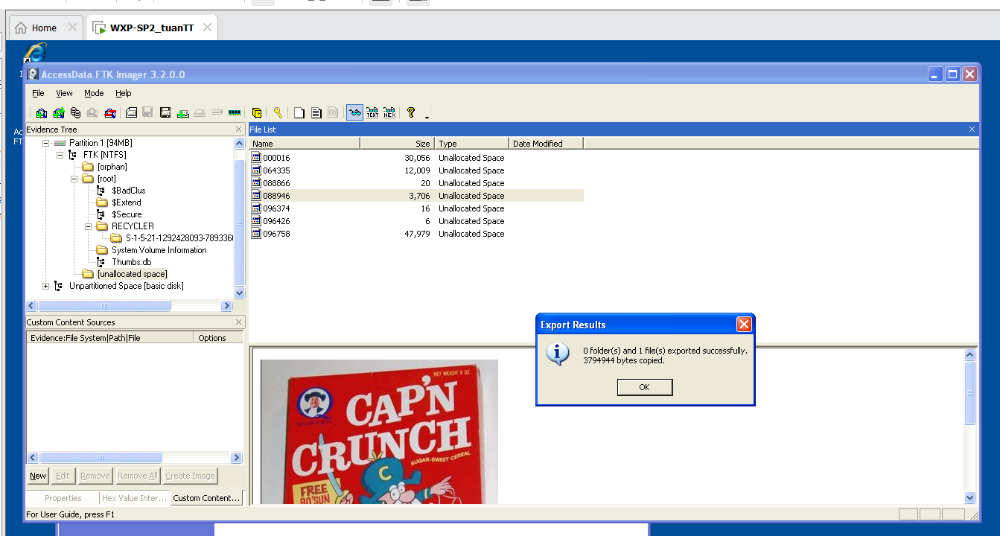 Home
WXP-SP2_tuanTT
AccessData FTK Imager 3.2.0.0
File View Mode Help
Evidence Tree
Partition 1 [94MB]
FTK [NTFS]
[orphan]
[root]
$BadClus
$Extend
$Secure
RECYCLER
S-1-5-21-1292428093-789336
System Volume Information
Thumbs.db
[unallocated space]
Unpartitioned Space [basic disk]
Custom Content Sources
Evidence:File System|Path|File Options
New Edit Remove Remove All Create Image
Properties Hex Value Inter... Custom Content...
For User Guide, press F1
File List
Name Size Type Date Modified
000016 30,056 Unallocated Space
064335 12,009 Unallocated Space
088866 20 Unallocated Space
088946 3,706 Unallocated Space
096374 16 Unallocated Space
096426 6 Unallocated Space
096758 47,979 Unallocated Space
Export Results
0 folder(s) and 1 file(s) exported successfully.
3794944 bytes copied.
OK
NET WEIGHT 8 OZ.
QUAKER
CAP'N
CRUNCH
SUGAR-SWEET CEREAL
C
FREE
BO'SUN